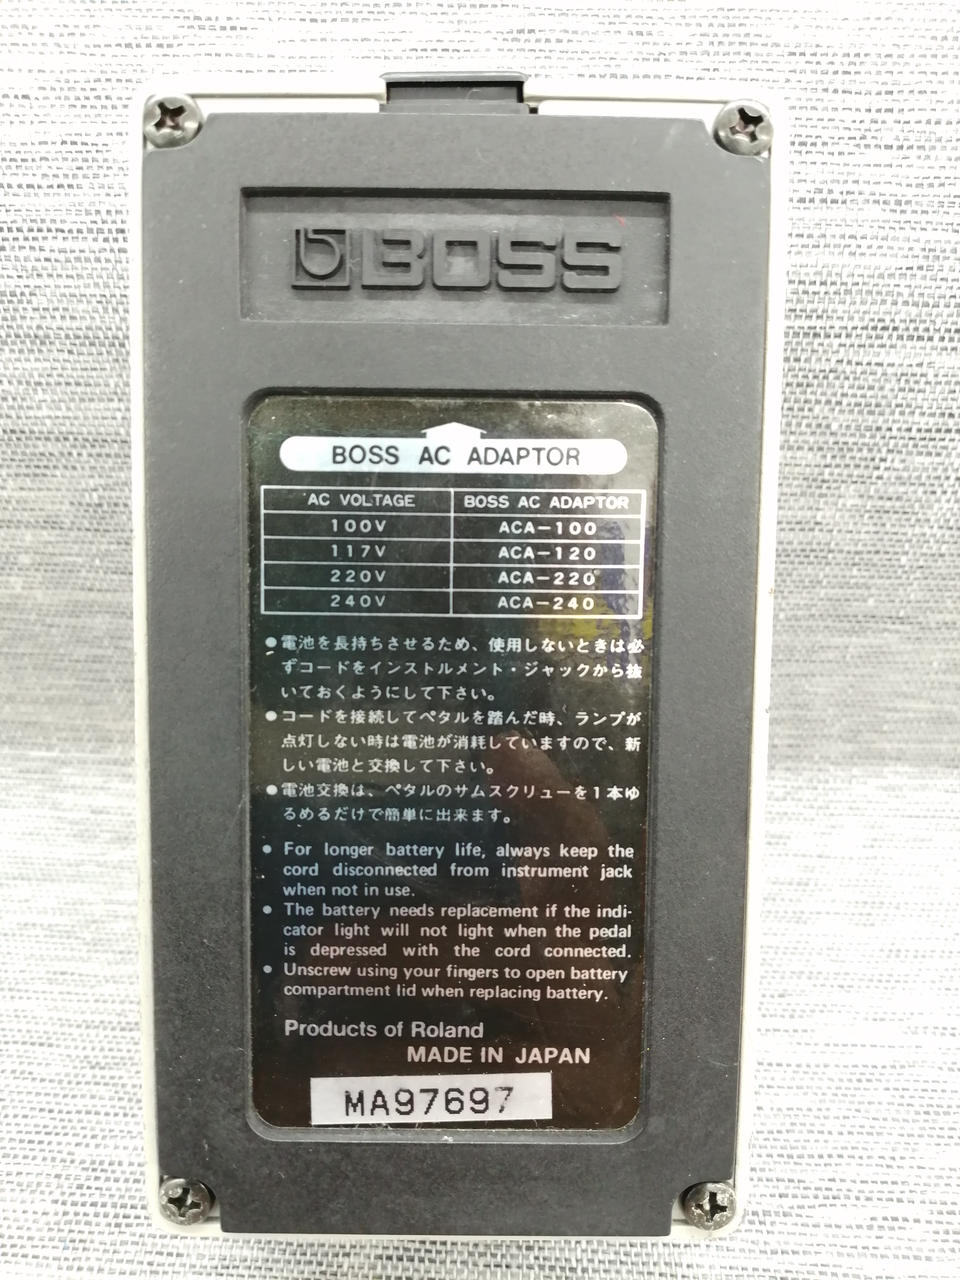 BOSS
BOSS AC ADAPTOR
AC VOLTAGE BOSS AC ADAPTOR
100V ACA-100
117V ACA-120
220V ACA-220
240V ACA-240
●電池を長持ちさせるため、使用しないときは必
ずコードをインストルメント・ジャックから抜
いておくようにして下さい。
●コードを接続してペタルを踏んだ時、ランプが
点灯しない時は電池が消耗していますので、新
しい電池と交換して下さい。
●電池交換は、ペタルのサムスクリューを1本ゆ
るめるだけで簡単に出来ます。
● For longer battery life, always keep the
cord disconnected from instrument jack
when not in use.
● The battery needs replacement if the indi-
cator light will not light when the pedal
is depressed with the cord connected.
● Unscrew using your fingers to open battery
compartment lid when replacing battery.
Products of Roland
MADE IN JAPAN
MA97697